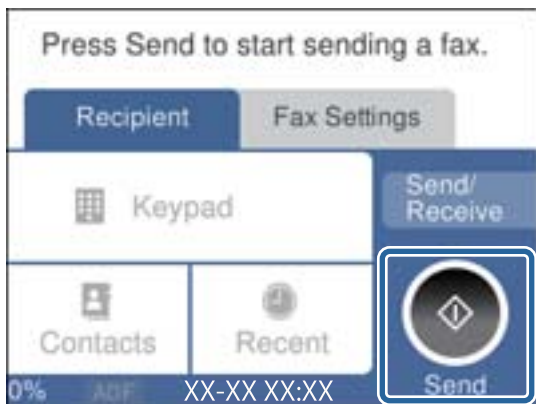 Press Send to start sending a fax.
Recipient
Fax Settings
Keypad
Send/
Receive
Contacts
Recent
0%
ADF
XX-XX XX:XX
Send